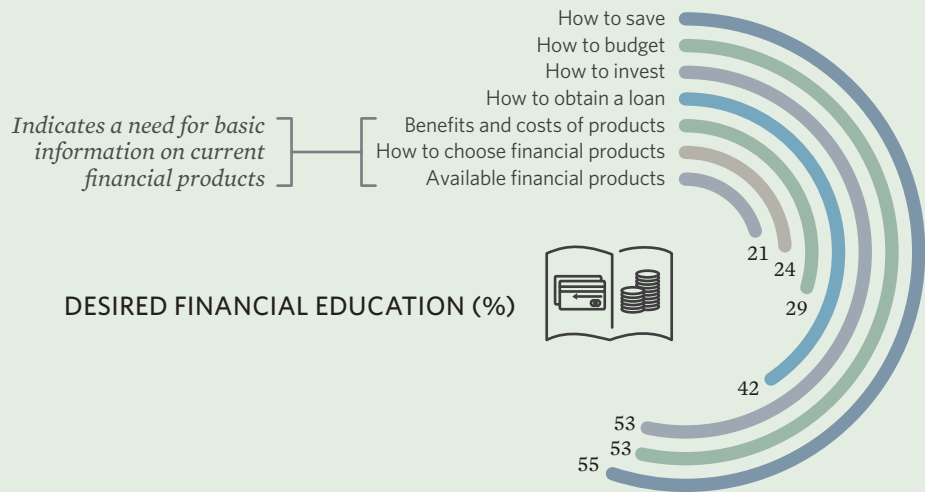 How to save
How to budget
How to invest
How to obtain a loan
Benefits and costs of products
How to choose financial products
Available financial products
Indicates a need for basic
information on current
financial products
DESIRED FINANCIAL EDUCATION (%)
21
24
29
42
53
53
55